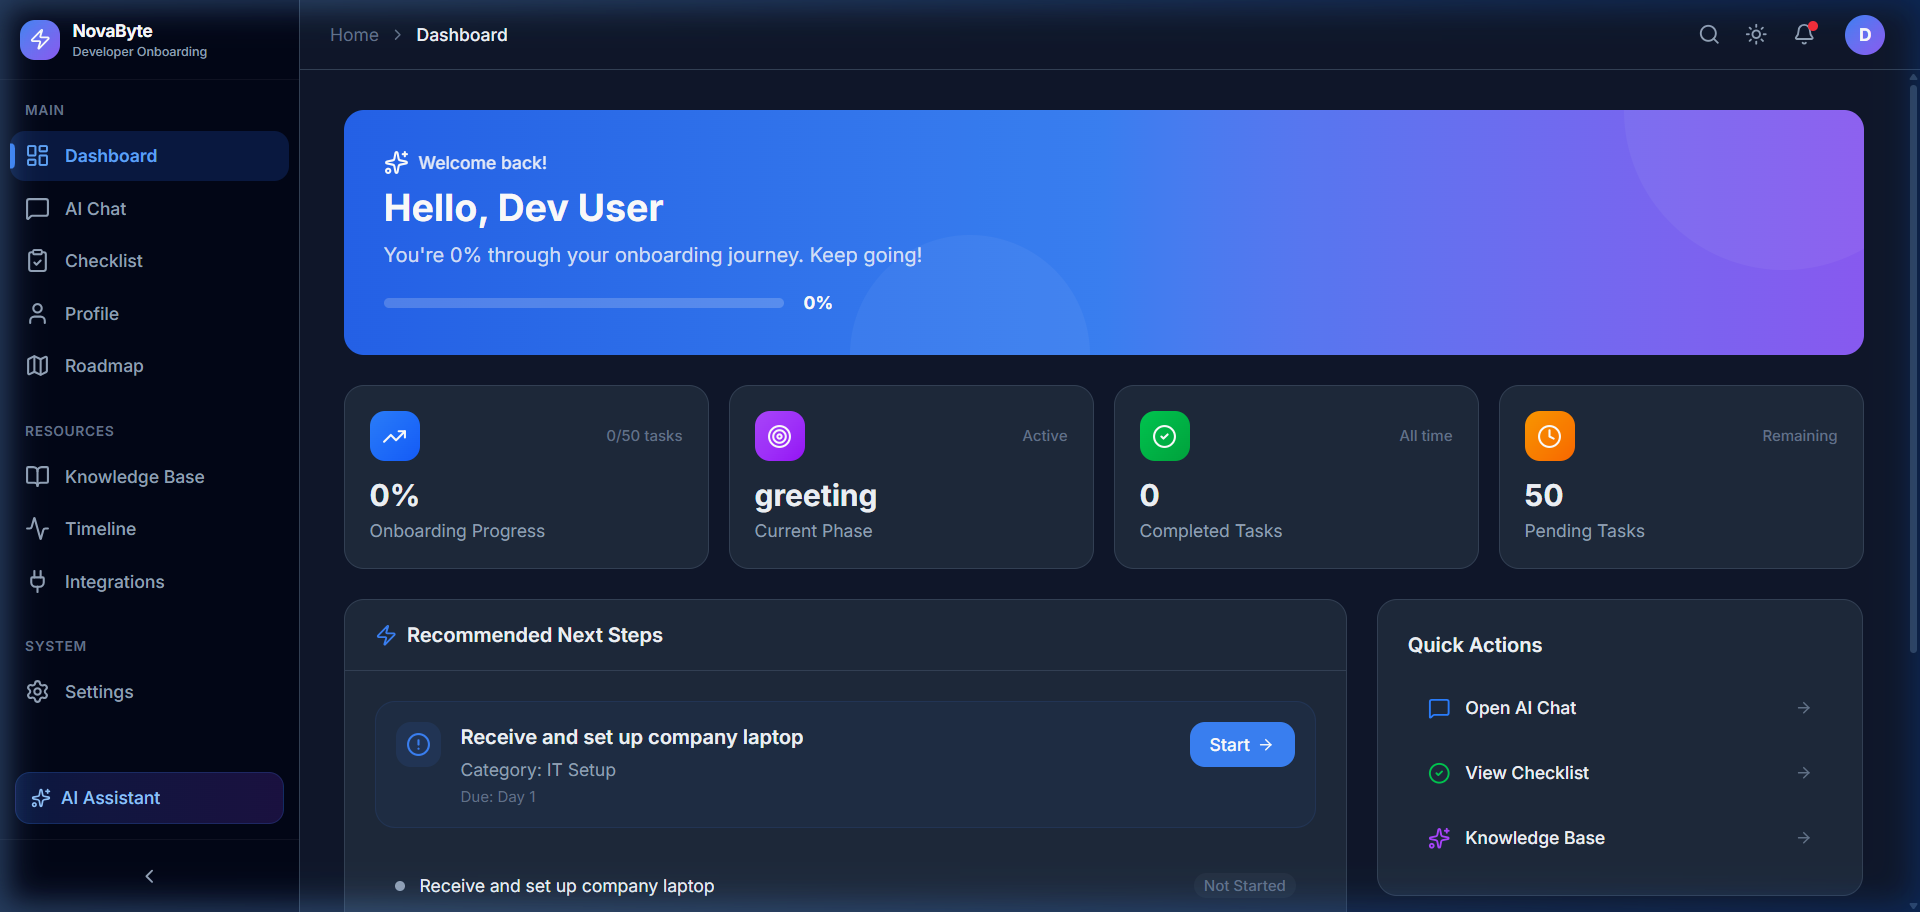 NovaByte
Developer Onboarding
MAIN
Dashboard
AI Chat
Checklist
Profile
Roadmap
RESOURCES
Knowledge Base
Timeline
Integrations
SYSTEM
Settings
AI Assistant
Home > Dashboard
D
Welcome back!
Hello, Dev User
You're 0% through your onboarding journey. Keep going!
0%
0/50 tasks
0%
Onboarding Progress
Active
greeting
Current Phase
All time
0
Completed Tasks
Remaining
50
Pending Tasks
Recommended Next Steps
Receive and set up company laptop
Category: IT Setup
Due: Day 1
Start →
Receive and set up company laptop
Not Started
Quick Actions
Open AI Chat
View Checklist
Knowledge Base